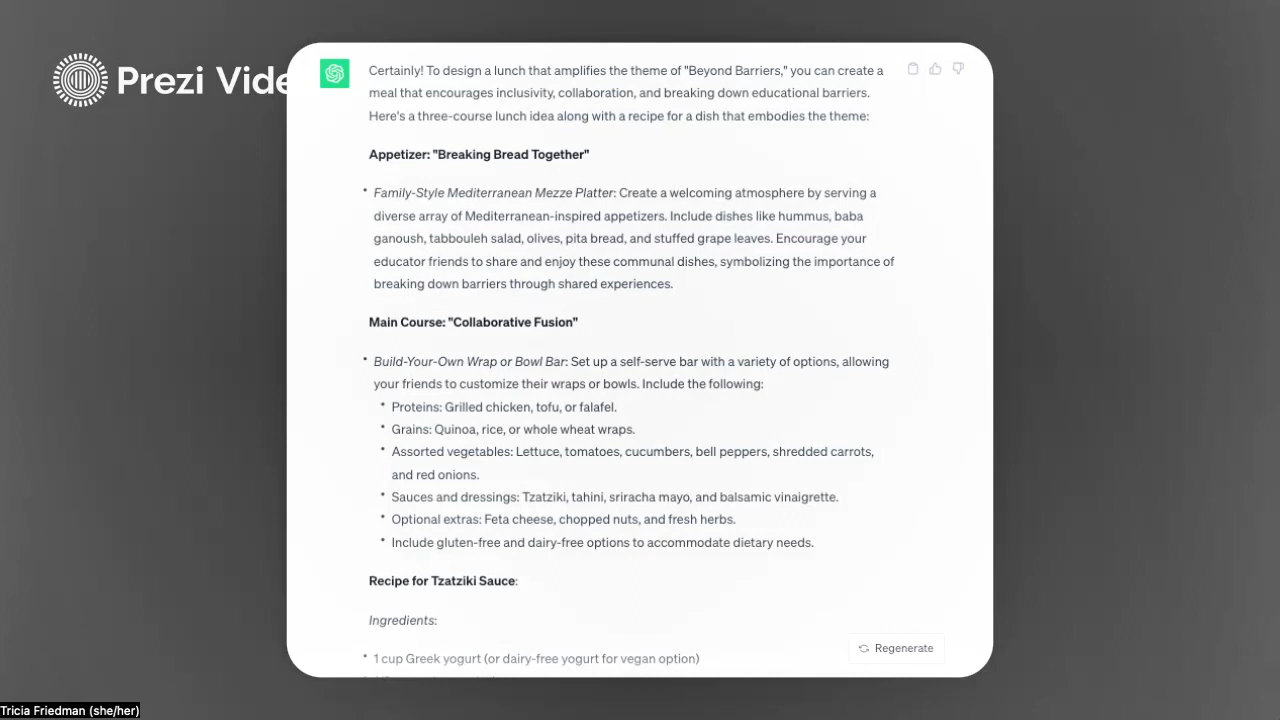 Prezi Vide
Certainly! To design a lunch that amplifies the theme of "Beyond Barriers," you can create a
meal that encourages inclusivity, collaboration, and breaking down educational barriers.
Here's a three-course lunch idea along with a recipe for a dish that embodies the theme:
Appetizer: "Breaking Bread Together"
• Family-Style Mediterranean Mezze Platter: Create a welcoming atmosphere by serving a
diverse array of Mediterranean-inspired appetizers. Include dishes like hummus, baba
ganoush, tabbouleh salad, olives, pita bread, and stuffed grape leaves. Encourage your
educator friends to share and enjoy these communal dishes, symbolizing the importance of
breaking down barriers through shared experiences.
Main Course: "Collaborative Fusion"
• Build-Your-Own Wrap or Bowl Bar: Set up a self-serve bar with a variety of options, allowing
your friends to customize their wraps or bowls. Include the following:
• Proteins: Grilled chicken, tofu, or falafel.
• Grains: Quinoa, rice, or whole wheat wraps.
• Assorted vegetables: Lettuce, tomatoes, cucumbers, bell peppers, shredded carrots,
and red onions.
• Sauces and dressings: Tzatziki, tahini, sriracha mayo, and balsamic vinaigrette.
• Optional extras: Feta cheese, chopped nuts, and fresh herbs.
• Include gluten-free and dairy-free options to accommodate dietary needs.
Recipe for Tzatziki Sauce:
Ingredients:
• 1 cup Greek yogurt (or dairy-free yogurt for vegan option)
Regenerate
Tricia Friedman (she/her)